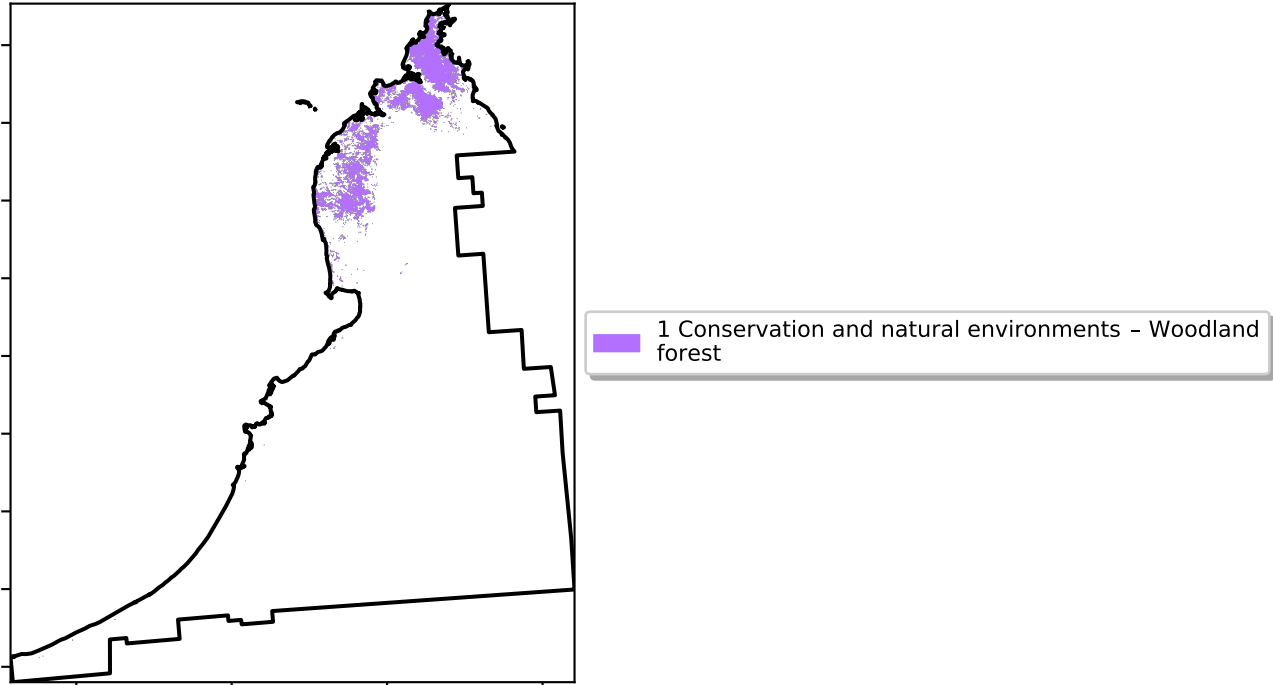 1 Conservation and natural environments – Woodland
forest